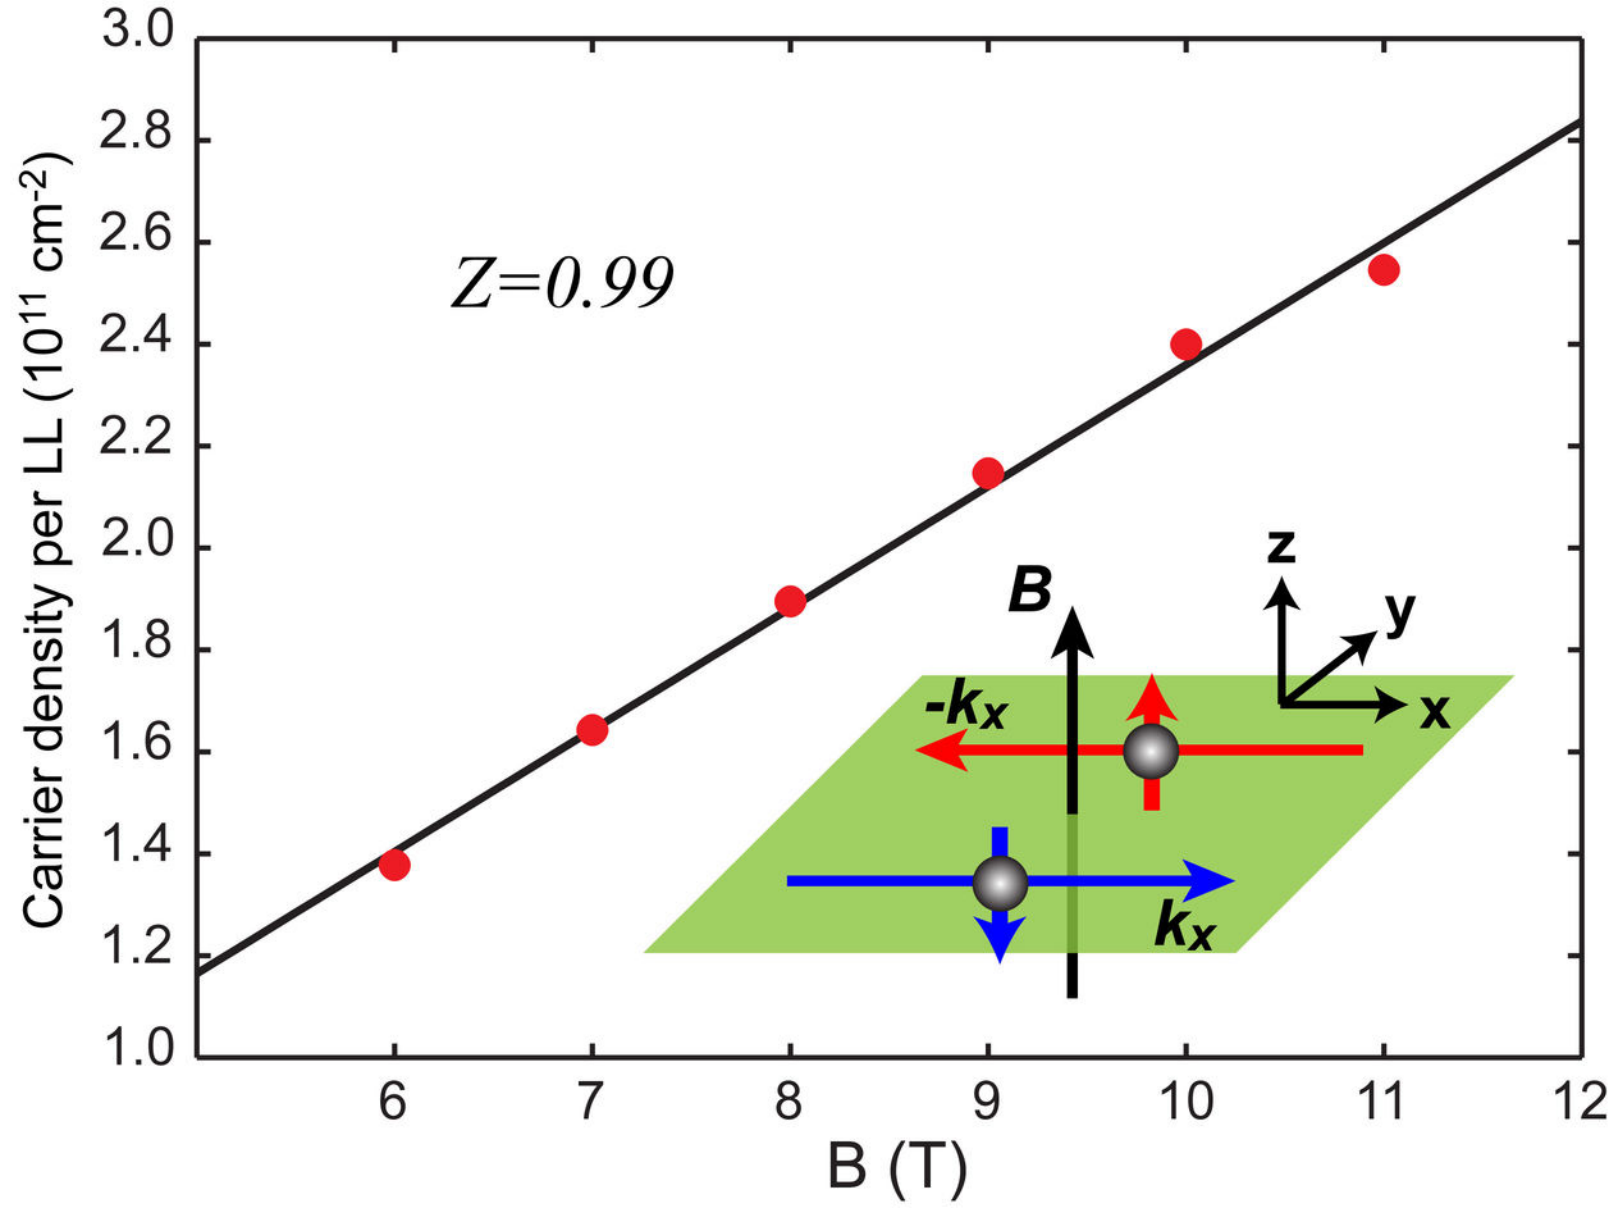 Carrier density per LL (10¹¹ cm⁻²)
3.0
2.8
2.6
2.4
2.2
2.0
1.8
1.6
1.4
1.2
1.0
Z=0.99
B
z
y
x
-kₓ
kₓ
6 7 8 9 10 11 12
B (T)